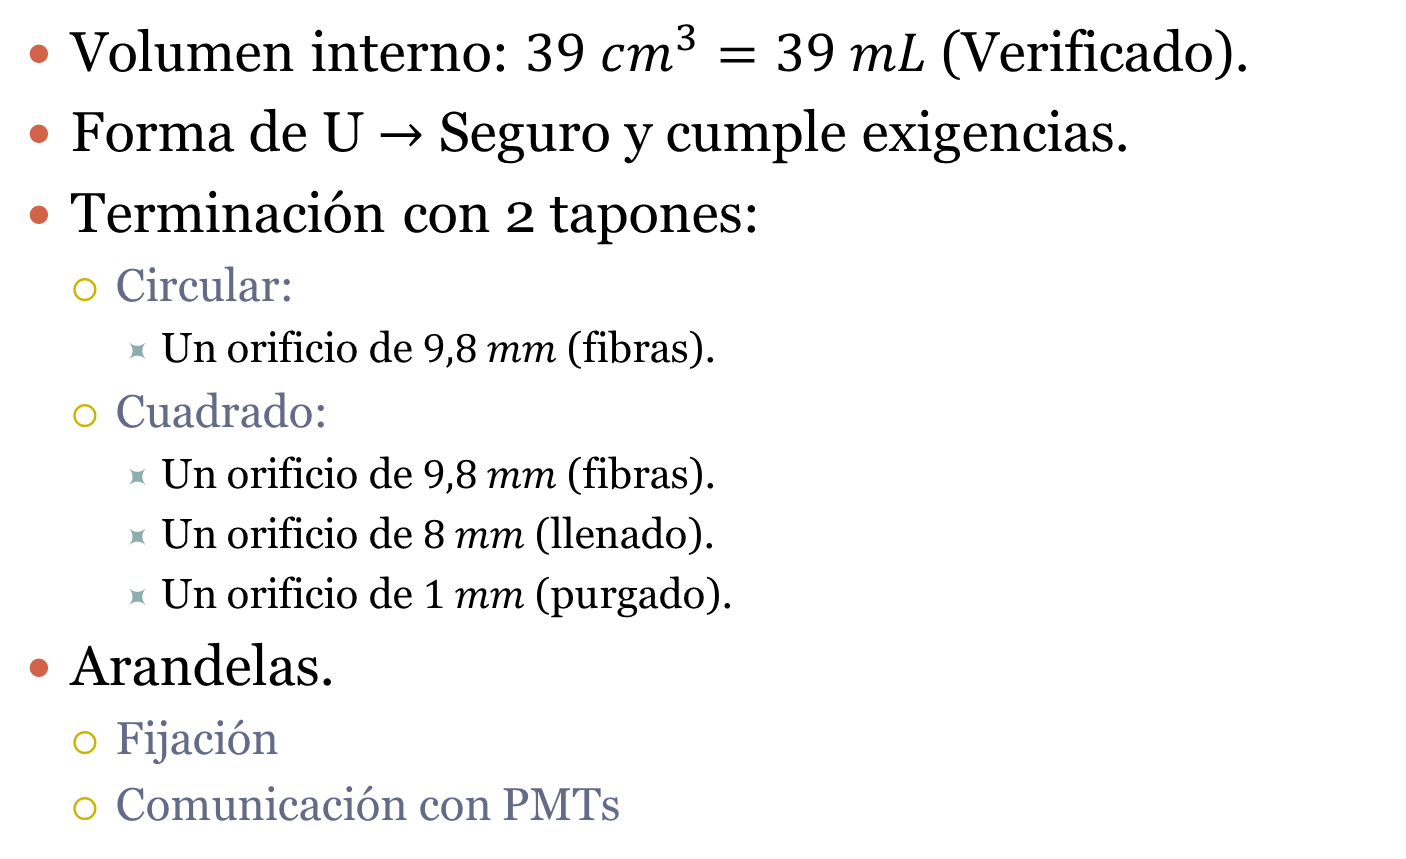 • Volumen interno: 39 cm³ = 39 mL (Verificado).
• Forma de U → Seguro y cumple exigencias.
• Terminación con 2 tapones:
○ Circular:
Un orificio de 9,8 mm (fibras).
○ Cuadrado:
Un orificio de 9,8 mm (fibras).
Un orificio de 8 mm (llenado).
Un orificio de 1 mm (purgado).
• Arandelas.
○ Fijación
○ Comunicación con PMTs